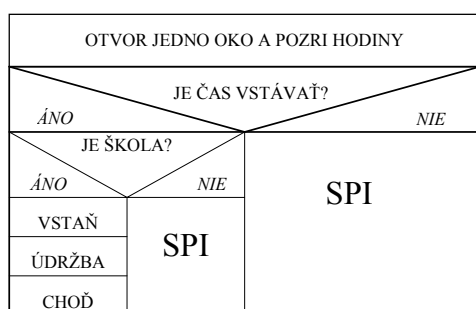 OTVOR JEDNO OKO A POZRI HODINY
JE ČAS VSTÁVAŤ?
ÁNO
NIE
JE ŠKOLA?
ÁNO
NIE
SPI
VSTAŇ
SPI
ÚDRŽBA
CHOĎ